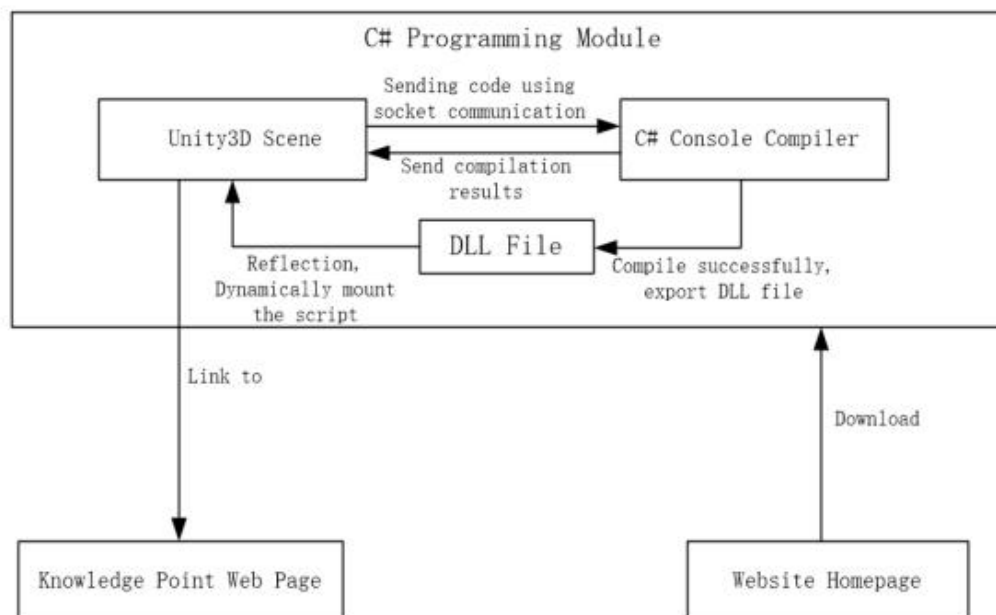 C# Programming Module
Sending code using
socket communication
Unity3D Scene
C# Console Compiler
Send compilation
results
DLL File
Reflection,
Dynamically mount
the script
Compile successfully,
export DLL file
Link to
Download
Knowledge Point Web Page
Website Homepage